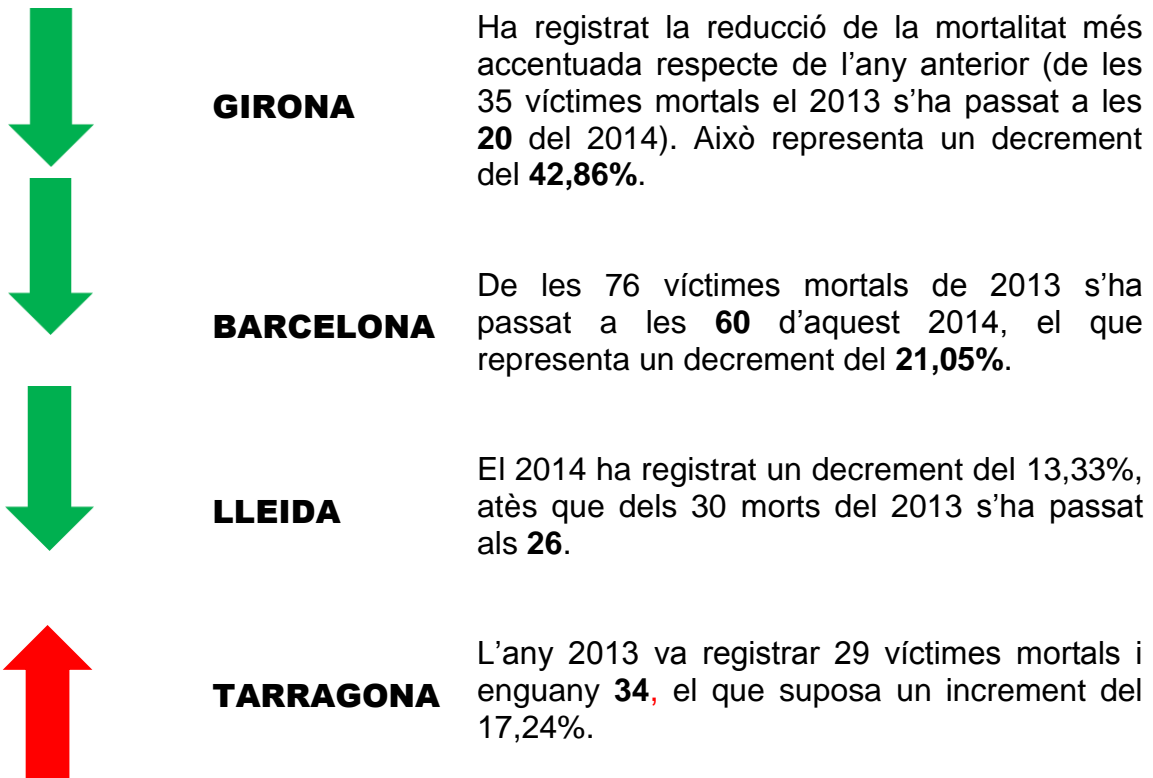 GIRONA
Ha registrat la reducció de la mortalitat més
accentuada respecte de l’any anterior (de les
35 víctimes mortals el 2013 s’ha passat a les
20 del 2014). Això representa un decrement
del 42,86%.
BARCELONA
De les 76 víctimes mortals de 2013 s’ha
passat a les 60 d’aquest 2014, el que
representa un decrement del 21,05%.
LLEIDA
El 2014 ha registrat un decrement del 13,33%,
atès que dels 30 morts del 2013 s’ha passat
als 26.
TARRAGONA
L’any 2013 va registrar 29 víctimes mortals i
enguany 34, el que suposa un increment del
17,24%.